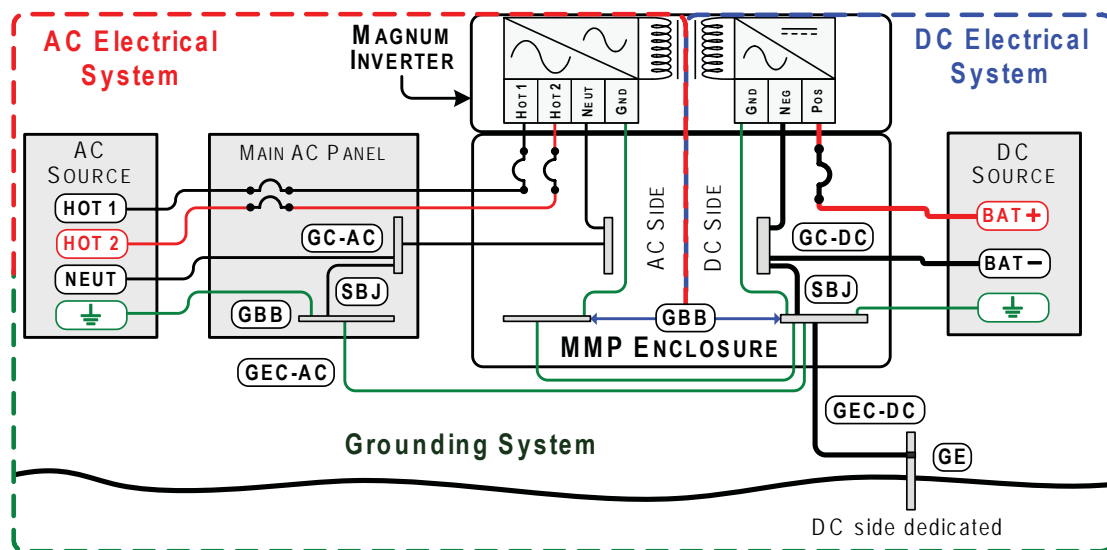 AC Electrical
System
MAGNUM
INVERTER
DC Electrical
System
HOT 1
HOT 2
NEUT
GND
GND
NEG
POS
AC
SOURCE
HOT 1
HOT 2
NEUT
MAIN AC PANEL
GC-AC
SBJ
GBB
GEC-AC
AC SIDE
DC SIDE
GBB
MMP ENCLOSURE
GC-DC
SBJ
DC
SOURCE
BAT+
BAT−
GEC-DC
GE
Grounding System
DC side dedicated